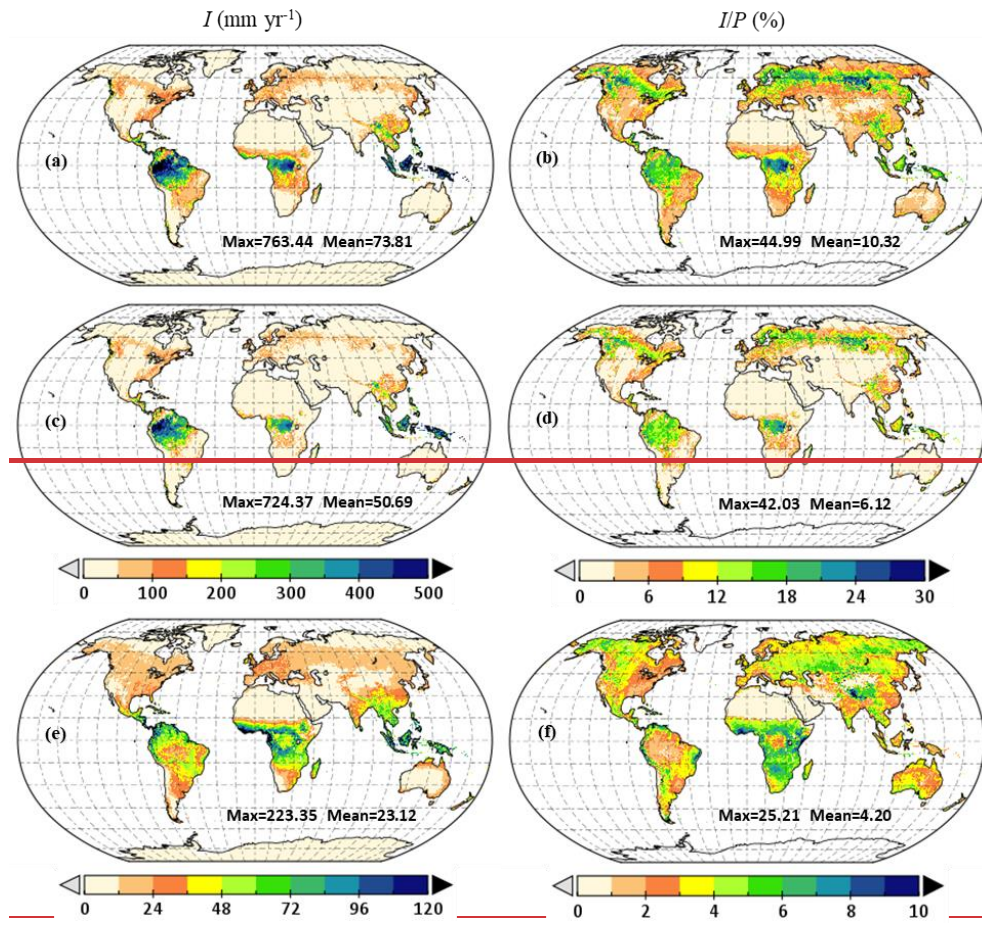 I (mm yr-1) I/P (%)
(a) (b)
Max=763.44 Mean=73.81 Max=44.99 Mean=10.32
(c) (d)
Max=724.37 Mean=50.69 Max=42.03 Mean=6.12
0 100 200 300 400 500 0 6 12 18 24 30
(e) (f)
Max=223.35 Mean=23.12 Max=25.21 Mean=4.20
0 24 48 72 96 120 0 2 4 6 8 10